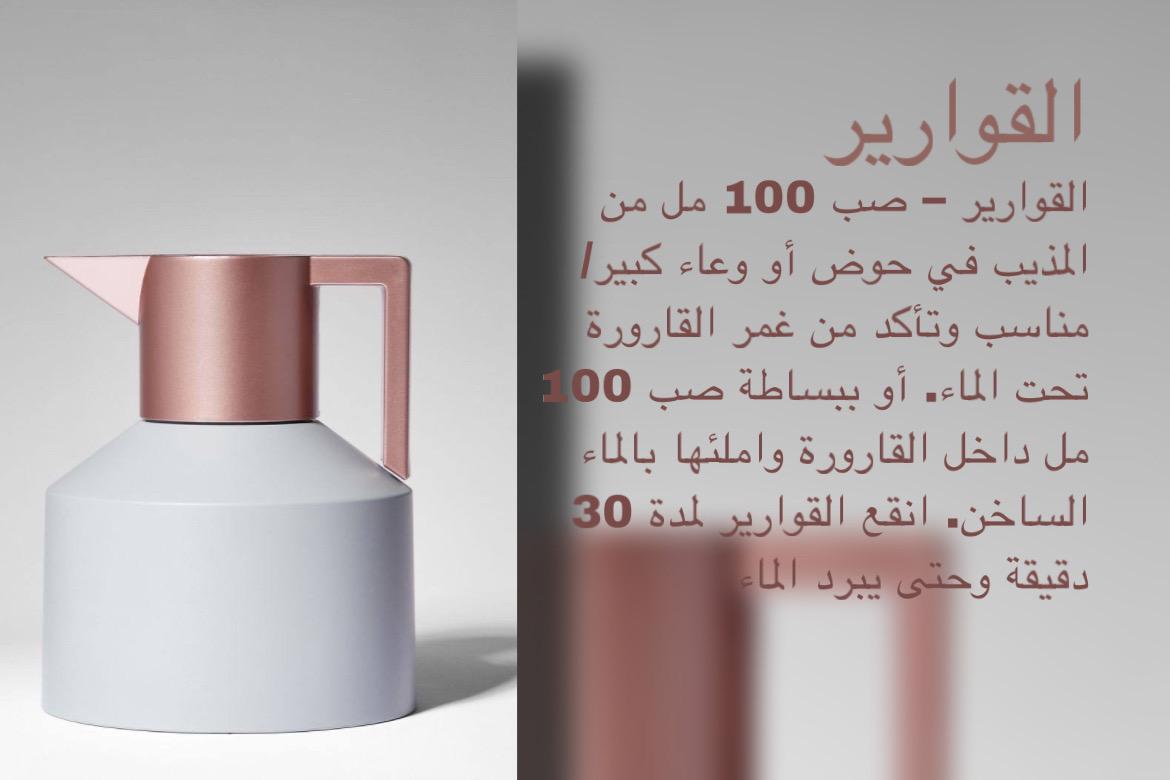 القوارير
القوارير – صب 100 مل من
المذيب في حوض أو وعاء كبير/
مناسب وتأكد من غمر القارورة
تحت الماء. أو ببساطة صب 100
مل داخل القارورة واملئها بالماء
الساخن. انقع القوارير لمدة 30
دقيقة وحتى يبرد الماء